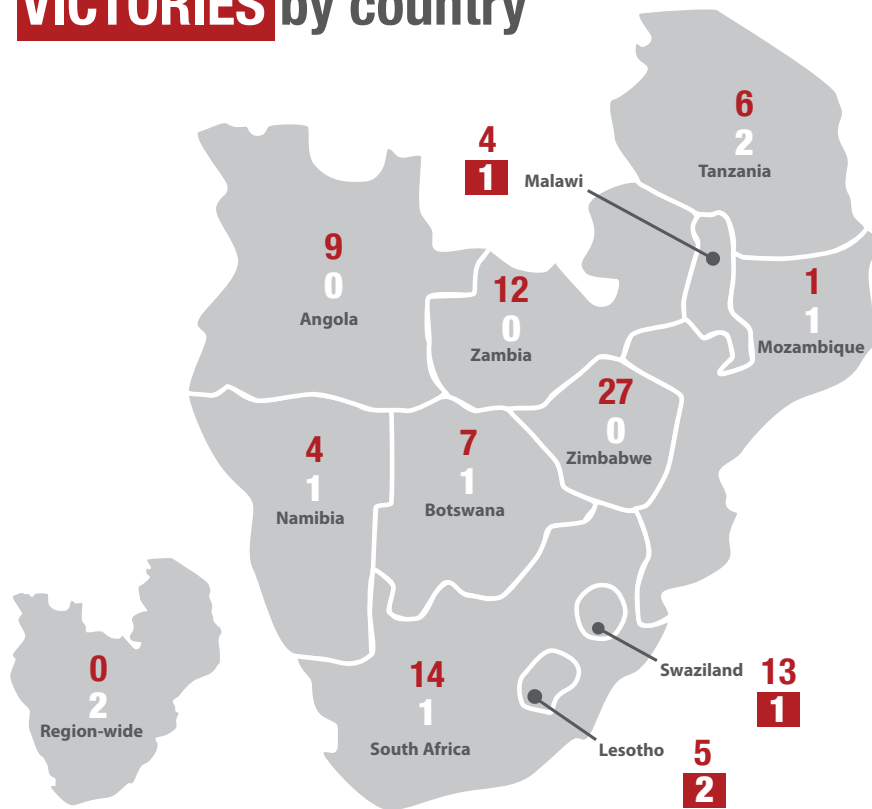 VICTORIES by country
6
2
Tanzania
4
1
Malawi
9
0
Angola
12
0
Zambia
1
1
Mozambique
27
0
Zimbabwe
4
1
Namibia
7
1
Botswana
0
2
Region-wide
14
1
South Africa
Swaziland
13
1
Lesotho
5
2